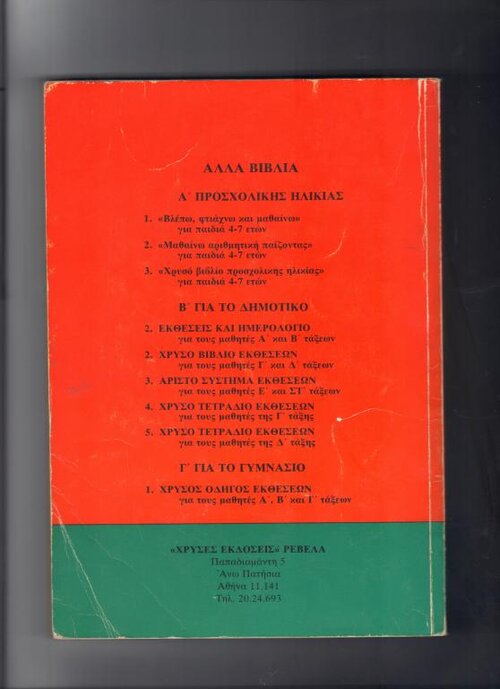 ΑΛΛΑ ΒΙΒΛΙΑ
Α΄ ΠΡΟΣΧΟΛΙΚΗΣ ΗΛΙΚΙΑΣ
1. «Βλέπω, φτιάχνω και μαθαίνω»
για παιδιά 4-7 ετών
2. «Μαθαίνω αριθμητική παίζοντας»
για παιδιά 4-7 ετών
3. «Χρυσό βιβλίο προσχολικης ηλικίας»
για παιδιά 4-7 ετών
Β΄ ΓΙΑ ΤΟ ΔΗΜΟΤΙΚΟ
2. ΕΚΘΕΣΕΙΣ ΚΑΙ ΗΜΕΡΟΛΟΓΙΟ
για τους μαθητές Α΄ και Β΄ τάξεων
2. ΧΡΥΣΟ ΒΙΒΛΙΟ ΕΚΘΕΣΕΩΝ
για τους μαθητές Γ΄ και Δ΄ τάξεων
3. ΑΡΙΣΤΟ ΣΥΣΤΗΜΑ ΕΚΘΕΣΕΩΝ
για τους μαθητές Ε΄ και ΣΤ΄ τάξεων
4. ΧΡΥΣΟ ΤΕΤΡΑΔΙΟ ΕΚΘΕΣΕΩΝ
για τους μαθητές της Γ΄ τάξης
5. ΧΡΥΣΟ ΤΕΤΡΑΔΙΟ ΕΚΘΕΣΕΩΝ
για τους μαθητές της Δ΄ τάξης
Γ΄ ΓΙΑ ΤΟ ΓΥΜΝΑΣΙΟ
1. ΧΡΥΣΟΣ ΟΔΗΓΟΣ ΕΚΘΕΣΕΩΝ
για τους μαθητές Α΄, Β΄ και Γ΄ τάξεων
«ΧΡΥΣΕΣ ΕΚΔΟΣΕΙΣ» ΡΕΒΕΛΑ
Παπαδιαμάντη 5
Άνω Πατήσια
Αθήνα 11.141
Τηλ. 20.24.693